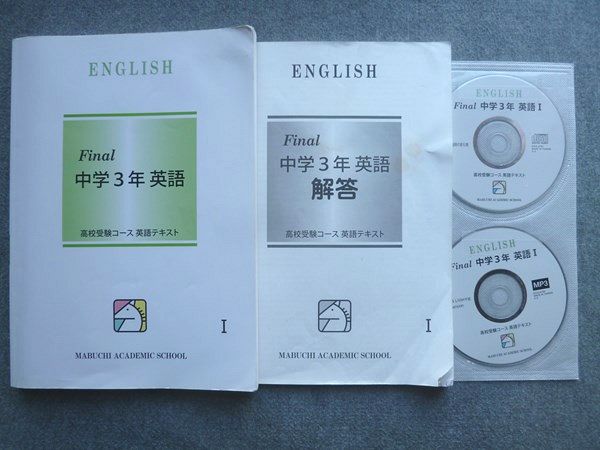 ENGLISH
Final
中学3年 英語
高校受験コース 英語テキスト
I
MABUCHI ACADEMIC SCHOOL
ENGLISH
Final
中学3年 英語
解答
高校受験コース 英語テキスト
I
MABUCHI ACADEMIC SCHOOL
ENGLISH
Final 中学3年 英語 I
高校受験コース 英語テキスト
MABUCHI ACADEMIC SCHOOL
ENGLISH
Final 中学3年 英語 I
MP3
Listening
高校受験コース 英語テキスト
MABUCHI ACADEMIC SCHOOL